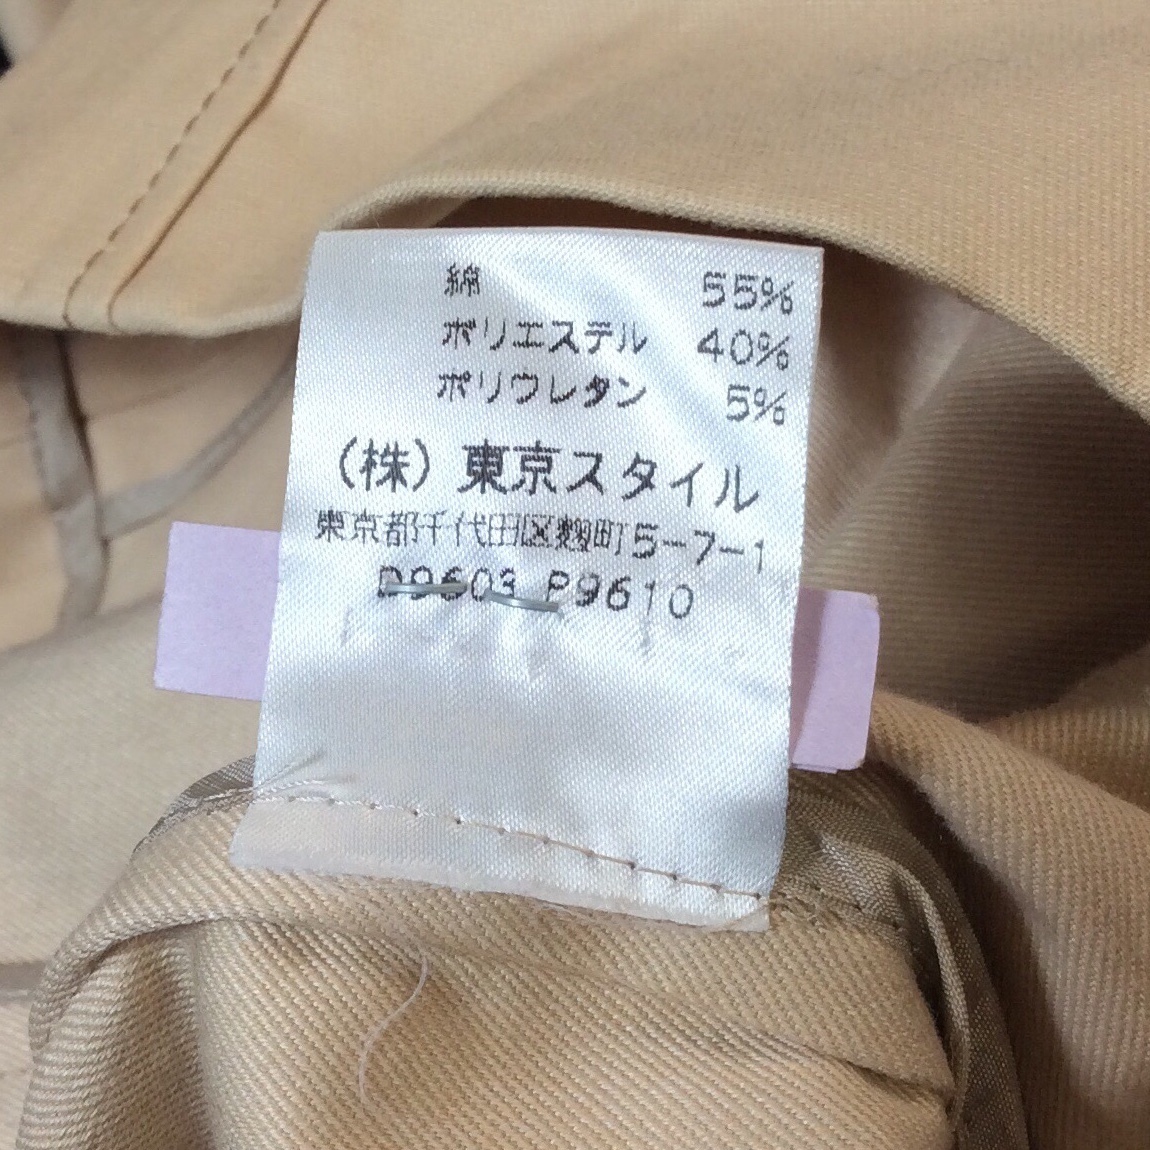 綿 55%
ポリエステル 40%
ポリウレタン 5%
(株)東京スタイル
東京都千代田区麹町5-7-1
D9603 P9610